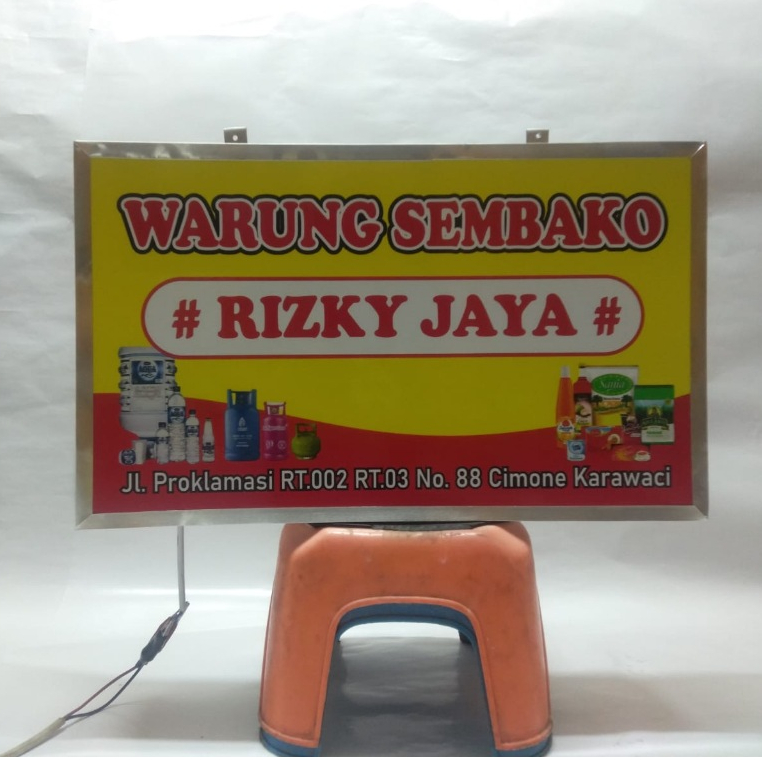 WARUNG SEMBAKO
# RIZKY JAYA #
Jl. Proklamasi RT.002 RT.03 No. 88 Cimone Karawaci